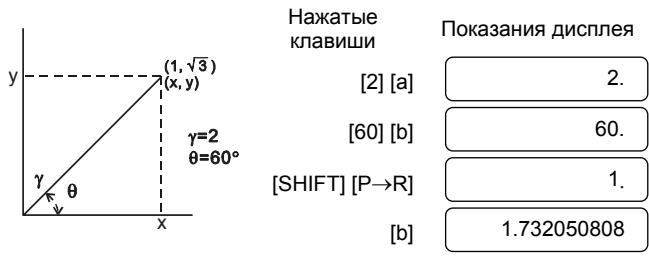 y
(1, √3)
(x, y)
γ=2
θ=60°
γ
θ
x
Нажатые
клавиши
Показания дисплея
[2] [a]
2.
[60] [b]
60.
[SHIFT] [P→R]
1.
[b]
1.732050808